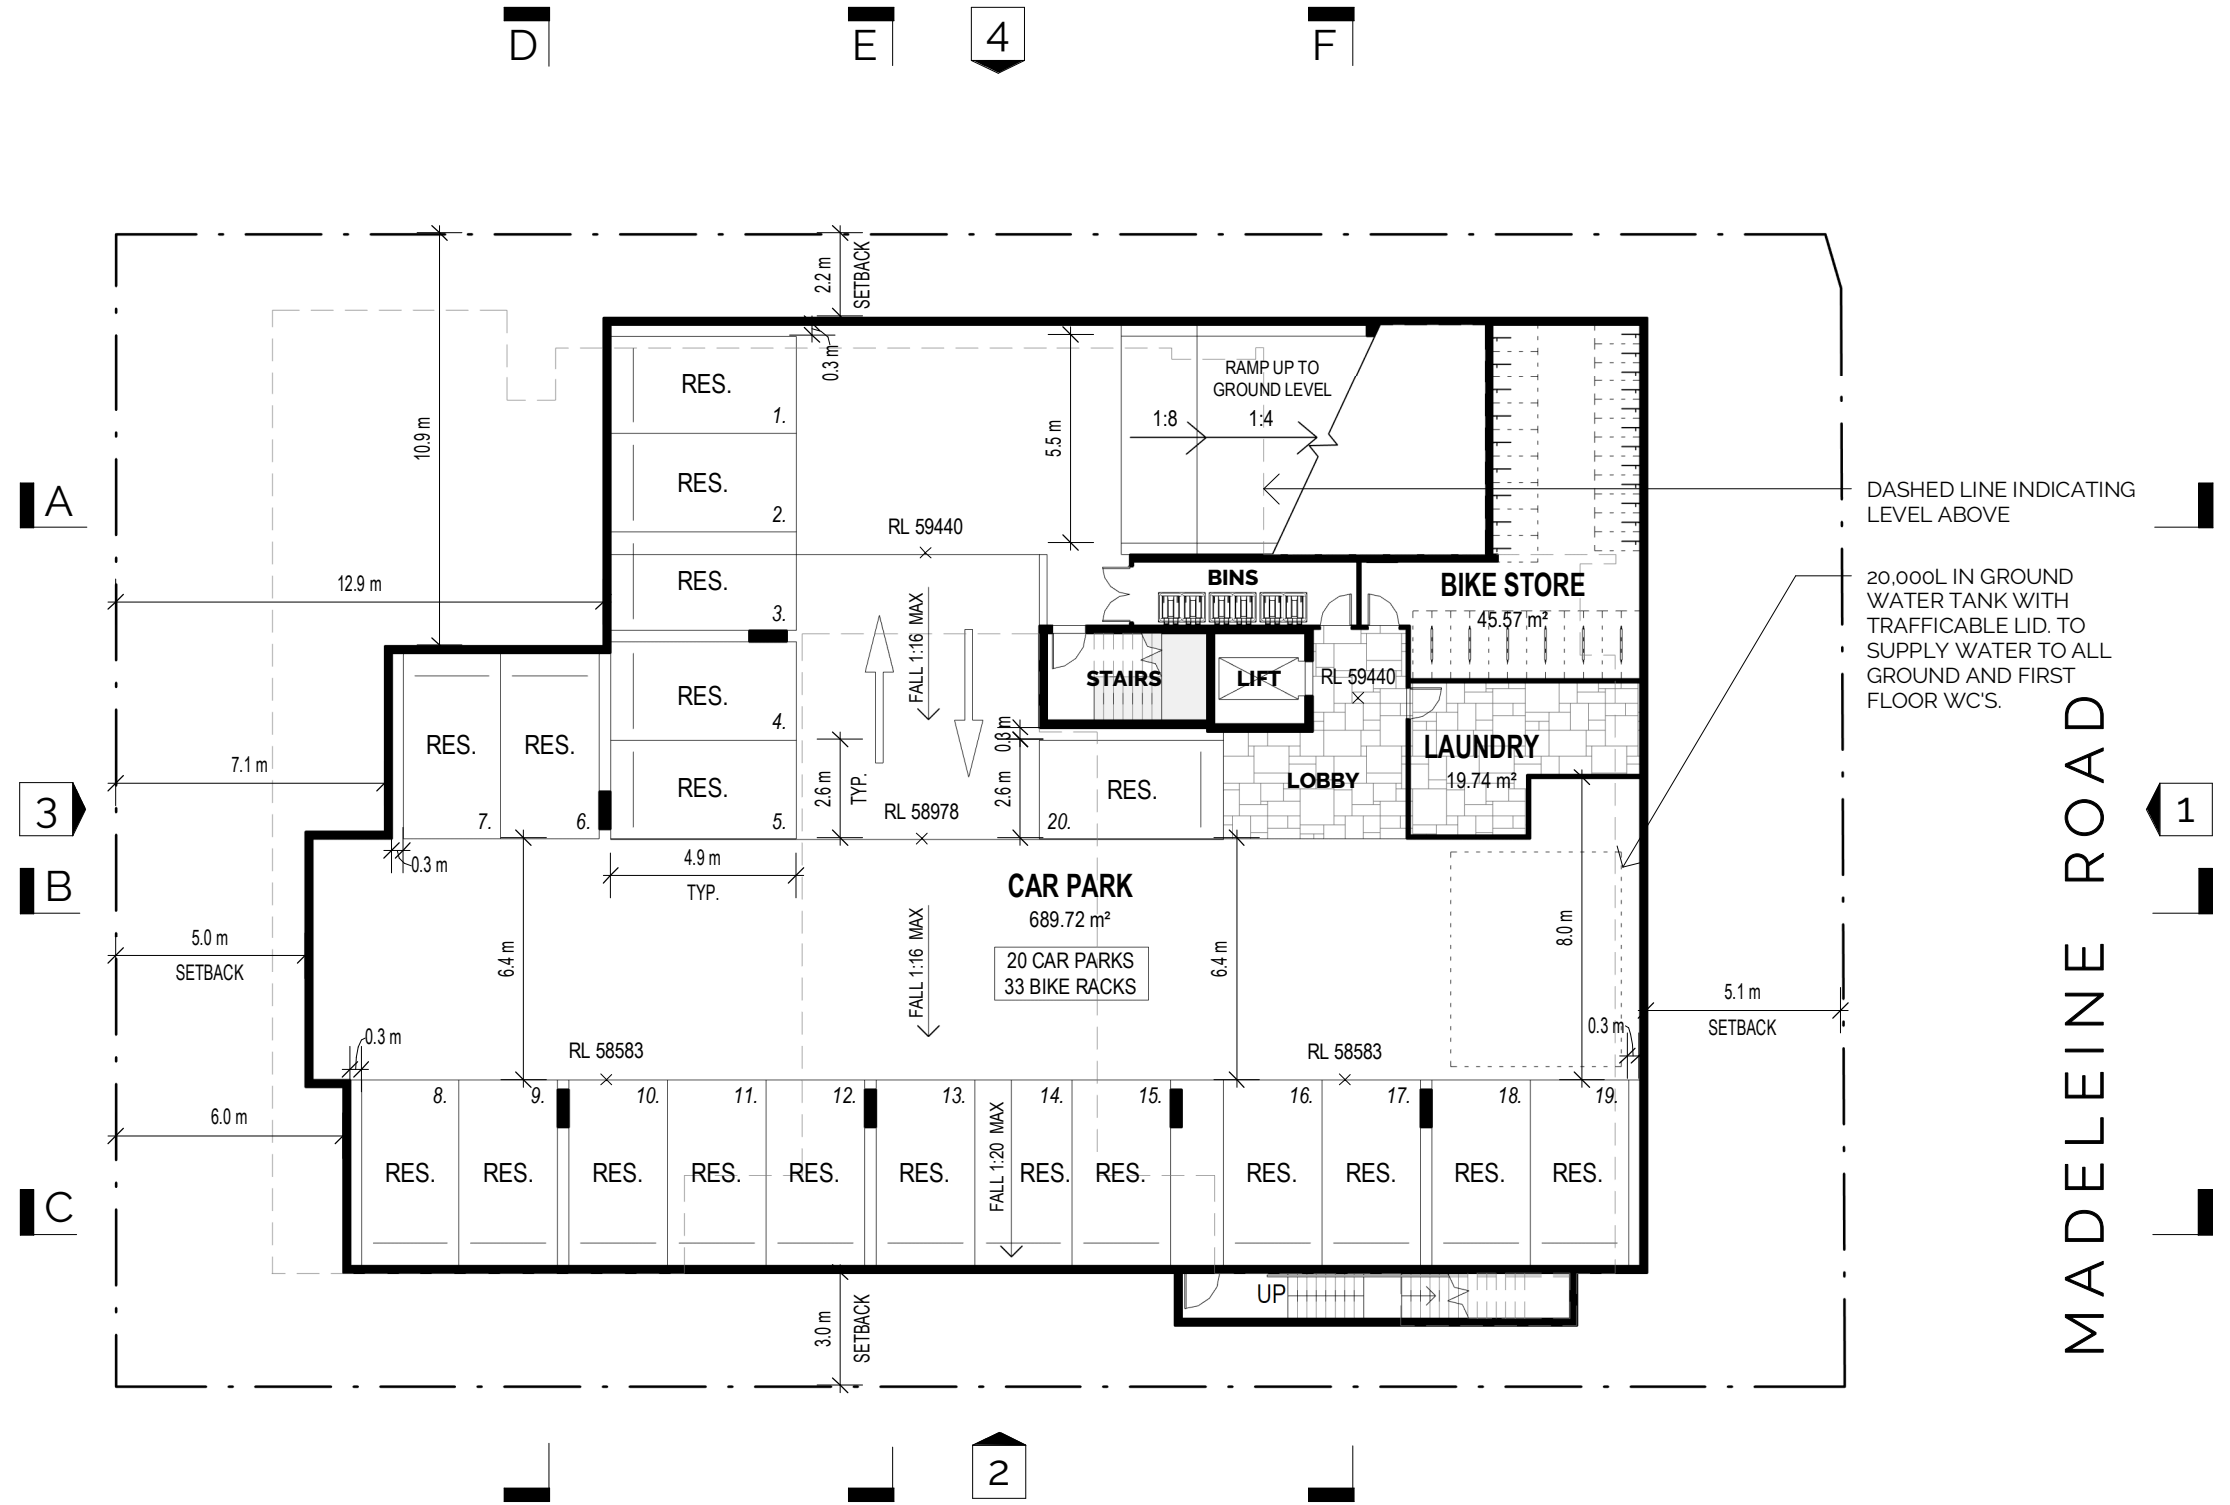 D
E
4
F
2.2 m
SETBACK
0.3 m
10.9 m
RES.
1.
RAMP UP TO
GROUND LEVEL
1:8
1:4
5.5 m
RES.
2.
A
DASHED LINE INDICATING
LEVEL ABOVE
RL 59440
12.9 m
RES.
3.
FALL 1:16 MAX
BINS
BIKE STORE
45.57 m²
20,000L IN GROUND
WATER TANK WITH
TRAFFICABLE LID. TO
SUPPLY WATER TO ALL
GROUND AND FIRST
FLOOR WC'S.
STAIRS
LIFT
RL 59440
RES.
4.
0.3 m
RES.
7.
RES.
6.
7.1 m
RES.
5.
2.6 m
TYP.
2.6 m
RES.
20.
LOBBY
LAUNDRY
19.74 m²
RL 58978
3
1
0.3 m
4.9 m
TYP.
B
CAR PARK
689.72 m²
20 CAR PARKS
33 BIKE RACKS
FALL 1:16 MAX
5.0 m
SETBACK
6.4 m
6.4 m
8.0 m
5.1 m
SETBACK
0.3 m
0.3 m
RL 58583
RL 58583
6.0 m
8.
9.
10.
11.
12.
13.
14.
15.
16.
17.
18.
19.
FALL 1:20 MAX
RES.
RES.
RES.
RES.
RES.
RES.
RES.
RES.
RES.
RES.
RES.
RES.
C
UP
3.0 m
SETBACK
MADELEINE ROAD
2